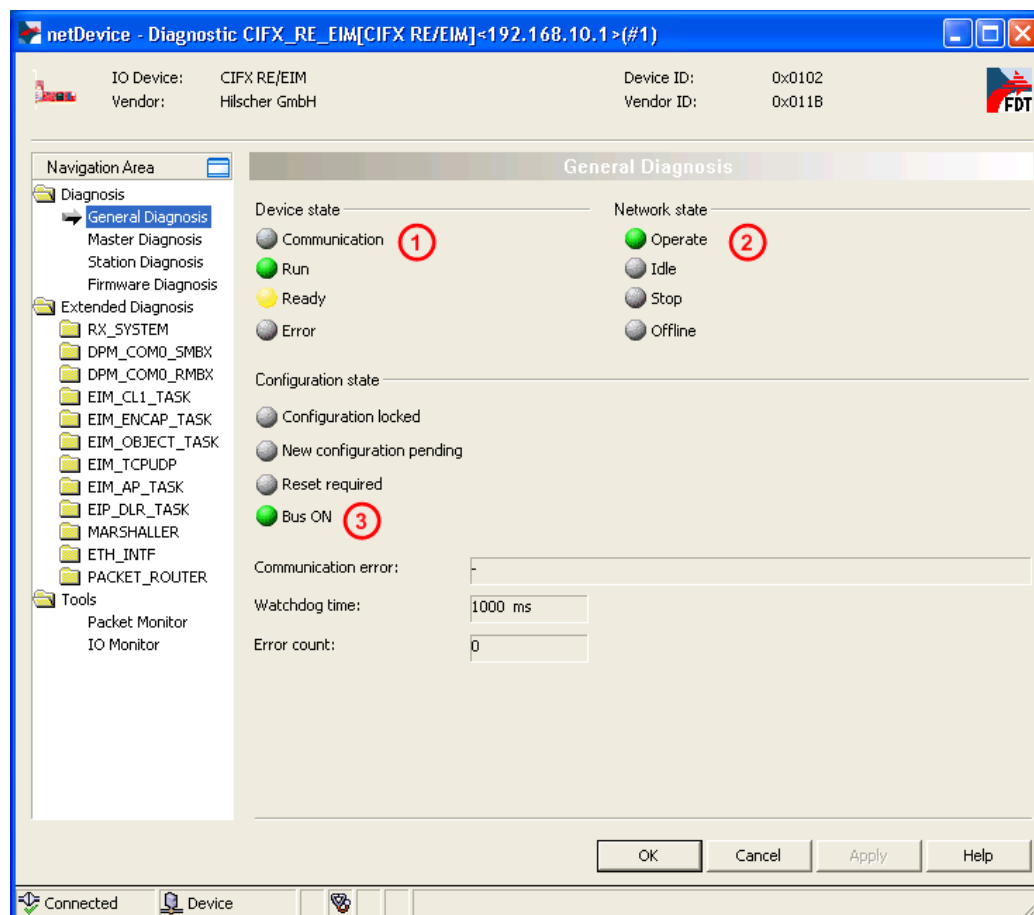 netDevice - Diagnostic CIFX_RE_EIM[CIFX RE/EIM]<192.168.10.1>(#1)
IO Device: CIFX RE/EIM Device ID: 0x0102
Vendor: Hilscher GmbH Vendor ID: 0x011B
FDT
Navigation Area
Diagnosis
General Diagnosis
Master Diagnosis
Station Diagnosis
Firmware Diagnosis
Extended Diagnosis
RX_SYSTEM
DPM_COM0_SMBX
DPM_COM0_RMBX
EIM_CL1_TASK
EIM_ENCAP_TASK
EIM_OBJECT_TASK
EIM_TCPUDP
EIM_AP_TASK
EIP_DLR_TASK
MARSHALLER
ETH_INTF
PACKET_ROUTER
Tools
Packet Monitor
IO Monitor
General Diagnosis
Device state
Communication 1
Run
Ready
Error
Network state
Operate 2
Idle
Stop
Offline
Configuration state
Configuration locked
New configuration pending
Reset required
Bus ON 3
Communication error: -
Watchdog time: 1000 ms
Error count: 0
OK Cancel Apply Help
Connected Device